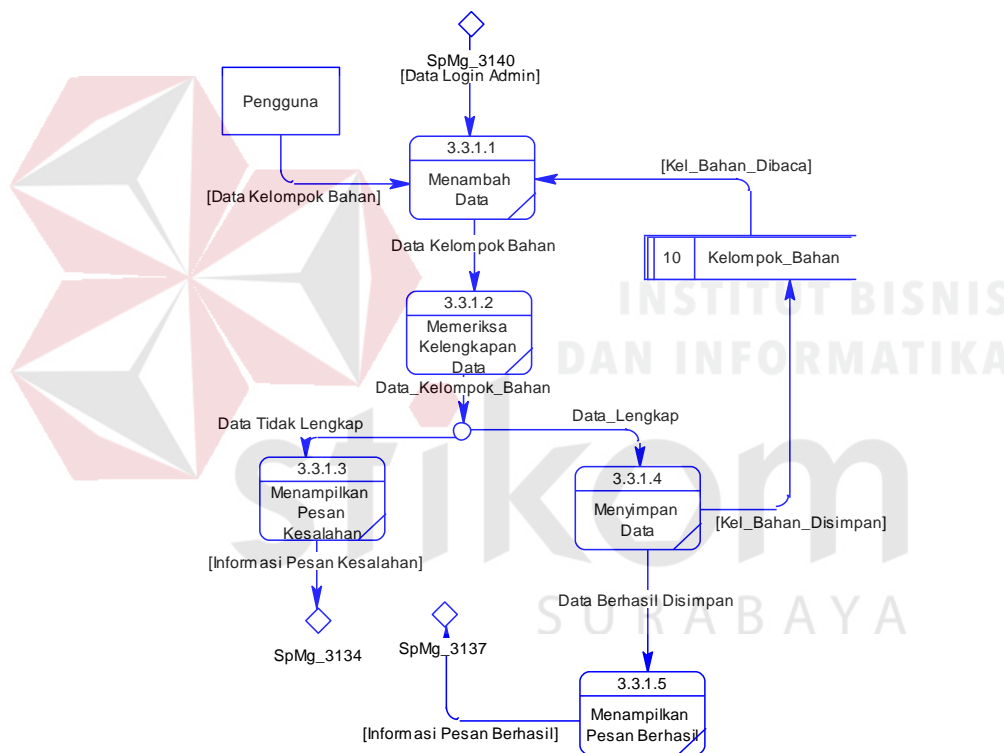 SpMg_3140
[Data Login Admin]
Pengguna
3.3.1.1
Menambah
Data
[Data Kelompok Bahan]
[Kel_Bahan_Dibaca]
Data Kelompok Bahan
10
Kelompok_Bahan
3.3.1.2
Memeriksa
Kelengkapan
Data
INSTITUT BISNIS
DAN INFORMATIKA
Data_Kelompok_Bahan
Data Tidak Lengkap
Data_Lengkap
stikom
3.3.1.3
Menampilkan
Pesan
Kesalahan
3.3.1.4
Menyimpan
Data
[Kel_Bahan_Disimpan]
[Informasi Pesan Kesalahan]
Data Berhasil Disimpan
SURABAYA
SpMg_3134
SpMg_3137
3.3.1.5
Menampilkan
Pesan Berhasil
[Informasi Pesan Berhasil]